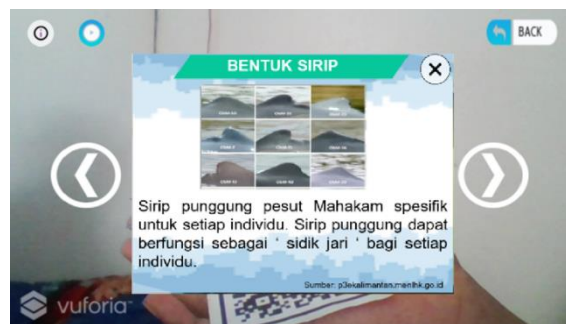 BACK
BENTUK SIRIP
Sirip punggung pesut Mahakam spesifik
untuk setiap individu. Sirip punggung dapat
berfungsi sebagai ' sidik jari ' bagi setiap
individu.
Sumber: p3ekalimantan.menlhk.go.id
vuforia